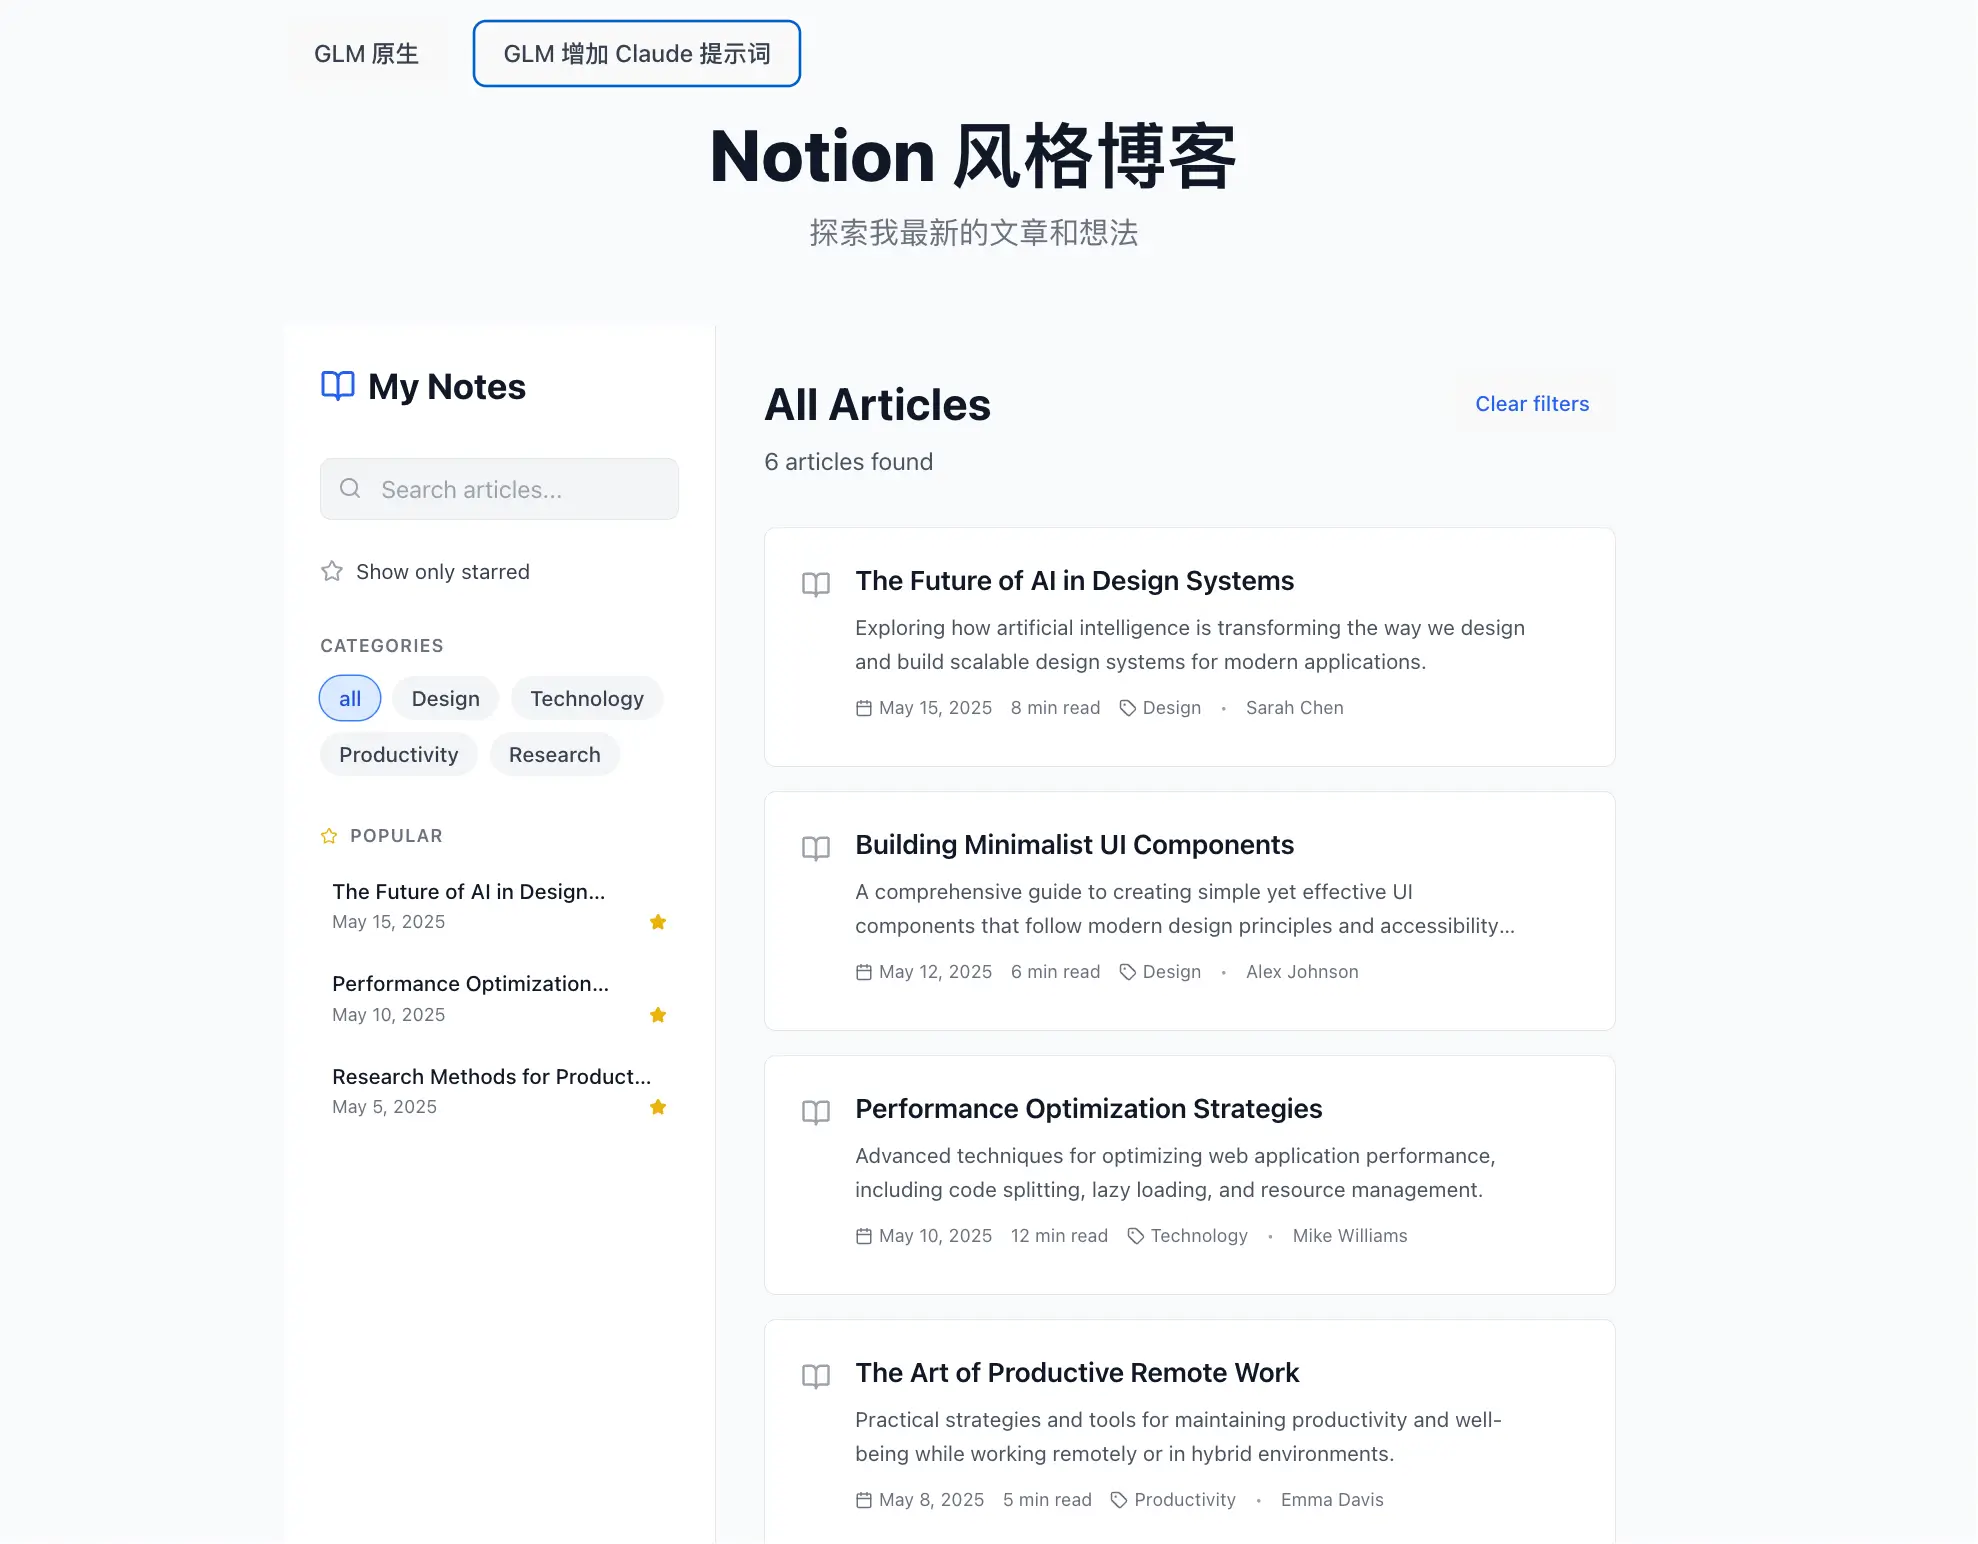 GLM 原生
GLM 增加 Claude 提示词
Notion 风格博客
探索我最新的文章和想法
My Notes
Search articles...
Show only starred
CATEGORIES
all
Design
Technology
Productivity
Research
POPULAR
The Future of AI in Design...
May 15, 2025
Performance Optimization...
May 10, 2025
Research Methods for Product...
May 5, 2025
All Articles
Clear filters
6 articles found
The Future of AI in Design Systems
Exploring how artificial intelligence is transforming the way we design
and build scalable design systems for modern applications.
May 15, 2025 8 min read Design • Sarah Chen
Building Minimalist UI Components
A comprehensive guide to creating simple yet effective UI
components that follow modern design principles and accessibility...
May 12, 2025 6 min read Design • Alex Johnson
Performance Optimization Strategies
Advanced techniques for optimizing web application performance,
including code splitting, lazy loading, and resource management.
May 10, 2025 12 min read Technology • Mike Williams
The Art of Productive Remote Work
Practical strategies and tools for maintaining productivity and well-
being while working remotely or in hybrid environments.
May 8, 2025 5 min read Productivity • Emma Davis